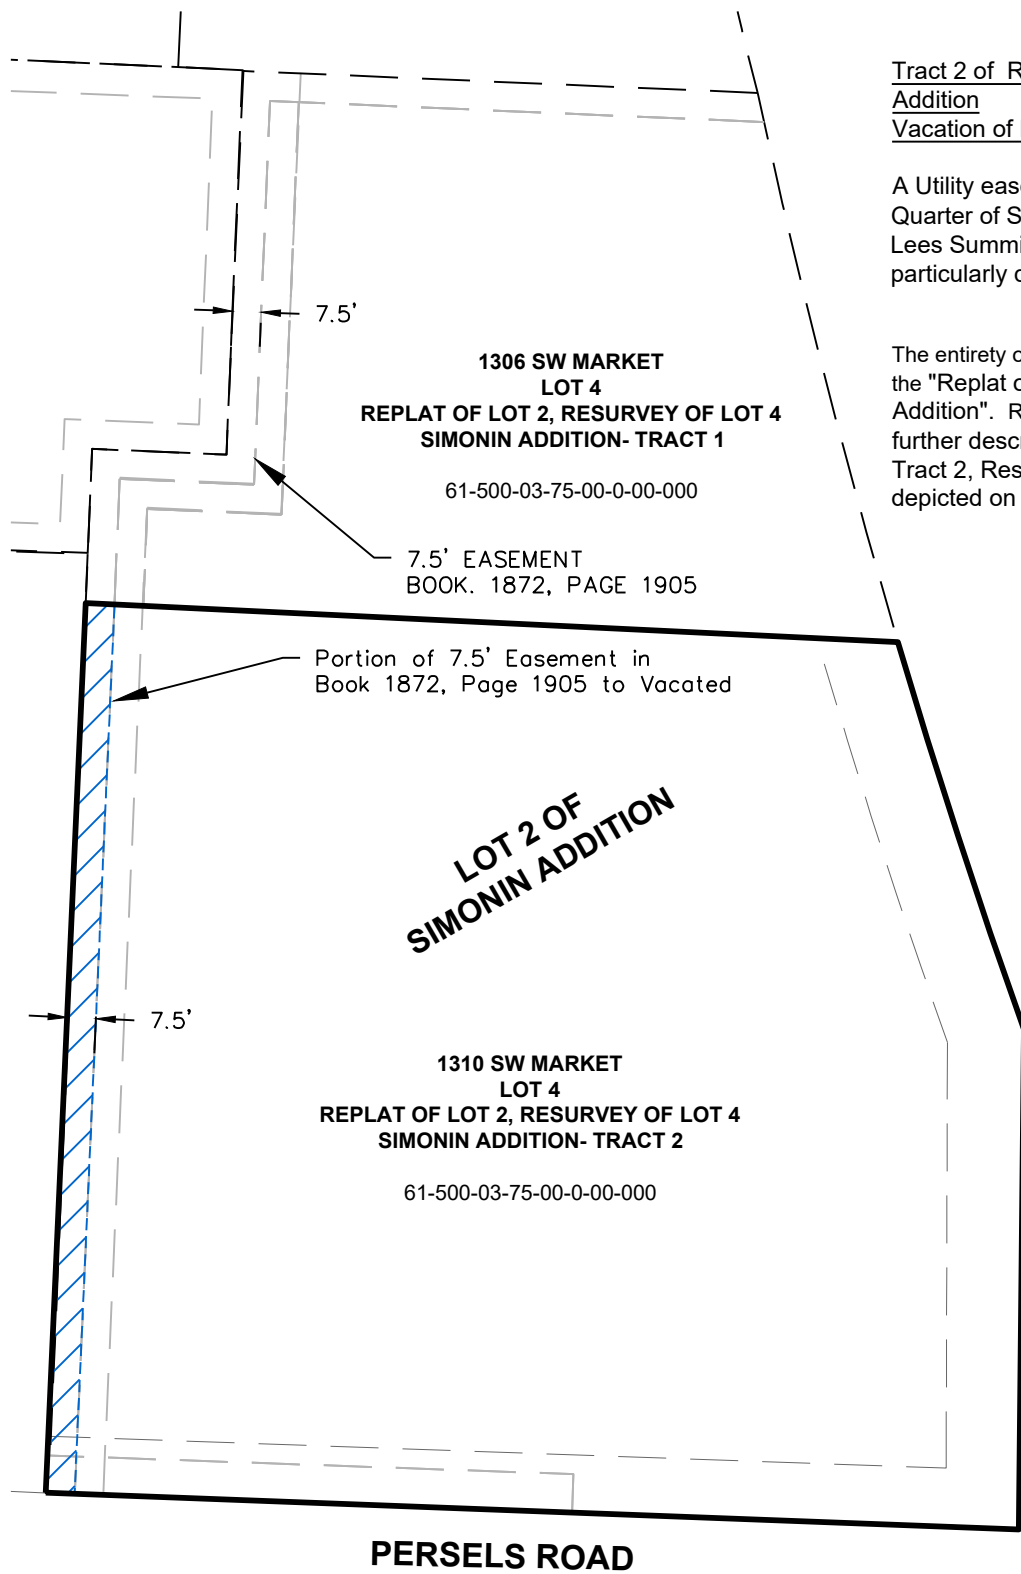 Tract 2 of
Addition
Vacation of
A Utility
Quarter of
Lees
particularly
7.5'
1306 SW MARKET
LOT 4
REPLAT OF LOT 2, RESURVEY OF LOT 4
SIMONIN ADDITION- TRACT 1
61-500-03-75-00-0-00-000
The entirety
the "Replat
Addition".
further
Tract 2,
depicted on
7.5' EASEMENT
BOOK. 1872, PAGE 1905
Portion of 7.5' Easement in
Book 1872, Page 1905 to Vacated
LOT 2 OF
SIMONIN ADDITION
7.5'
1310 SW MARKET
LOT 4
REPLAT OF LOT 2, RESURVEY OF LOT 4
SIMONIN ADDITION- TRACT 2
61-500-03-75-00-0-00-000
PERSELS ROAD